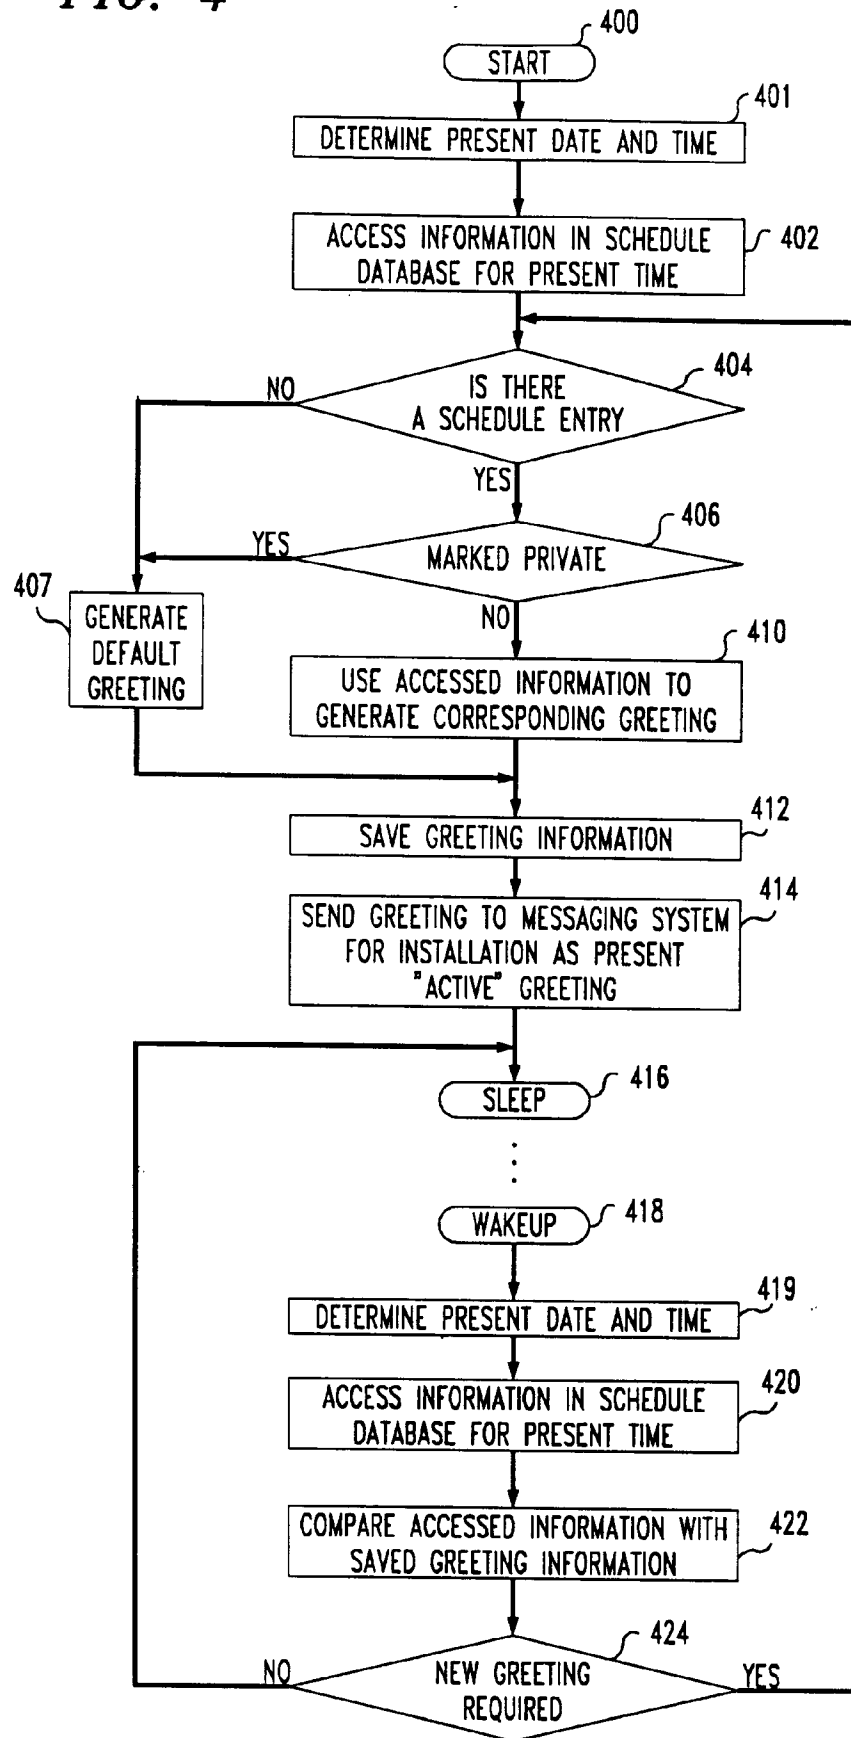 FIG. 4
400
START
401
DETERMINE PRESENT DATE AND TIME
ACCESS INFORMATION IN SCHEDULE
DATABASE FOR PRESENT TIME
402
404
IS THERE
A SCHEDULE ENTRY
NO
YES
406
MARKED PRIVATE
YES
NO
407
GENERATE
DEFAULT
GREETING
410
USE ACCESSED INFORMATION TO
GENERATE CORRESPONDING GREETING
412
SAVE GREETING INFORMATION
414
SEND GREETING TO MESSAGING SYSTEM
FOR INSTALLATION AS PRESENT
"ACTIVE" GREETING
416
SLEEP
418
WAKEUP
419
DETERMINE PRESENT DATE AND TIME
420
ACCESS INFORMATION IN SCHEDULE
DATABASE FOR PRESENT TIME
COMPARE ACCESSED INFORMATION WITH
SAVED GREETING INFORMATION
422
424
NEW GREETING
REQUIRED
NO
YES